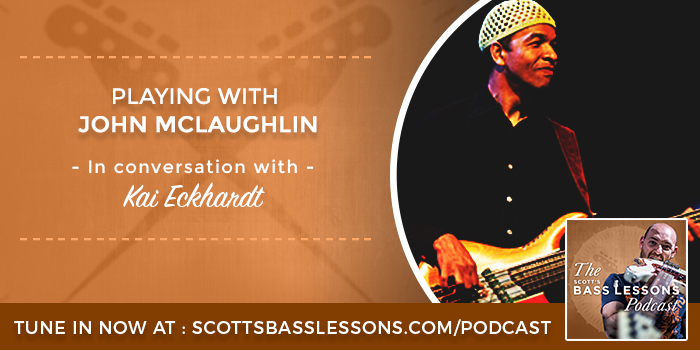 PLAYING WITH
JOHN MCLAUGHLIN
- In conversation with -
Kai Eckhardt
The
SCOTT'S
BASS LESSONS
Podcast
TUNE IN NOW AT : SCOTTSBASSLESSONS.COM/PODCAST